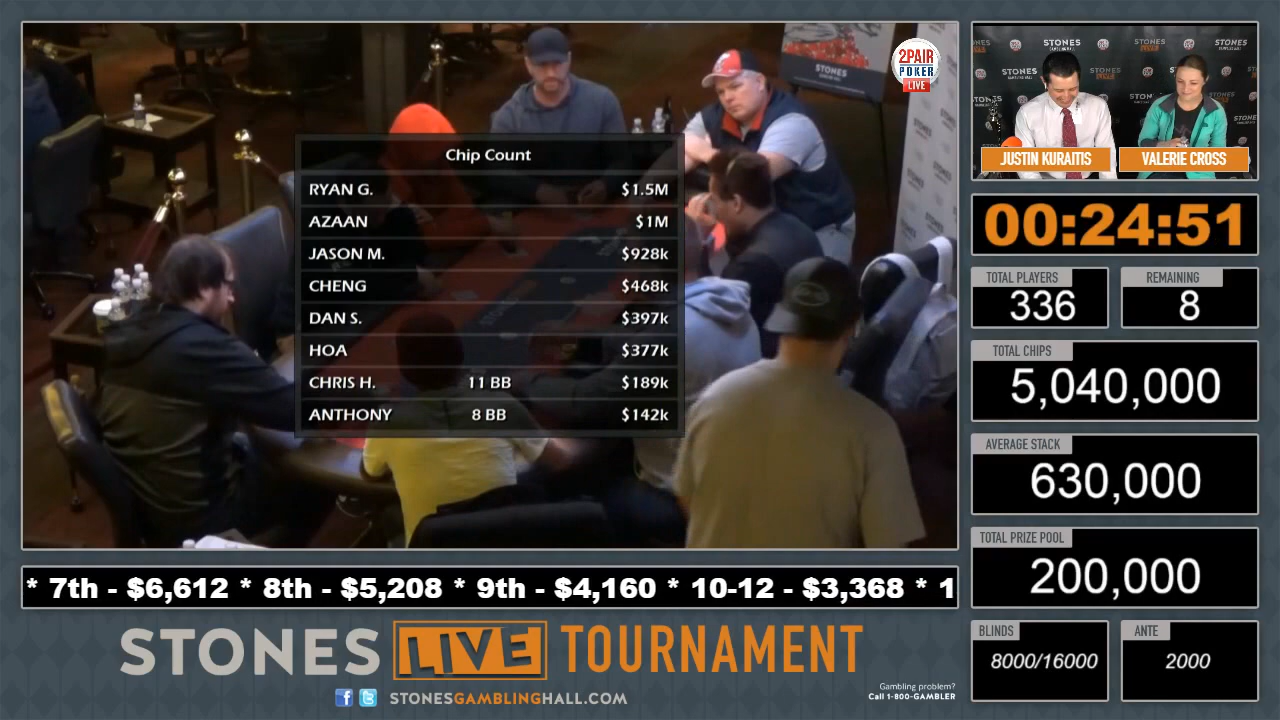 2PAIR
POKER
LIVE
STONES
STONES
STONES
STONES
STONES
JUSTIN KURAITIS
VALERIE CROSS
Chip Count
RYAN G. $1.5M
AZAAN $1M
JASON M. $928k
CHENG $468k
DAN S. $397k
HOA $377k
CHRIS H. 11 BB $189k
ANTHONY 8 BB $142k
00:24:51
TOTAL PLAYERS
336
REMAINING
8
TOTAL CHIPS
5,040,000
AVERAGE STACK
630,000
TOTAL PRIZE POOL
200,000
BLINDS
8000/16000
ANTE
2000
* 7th - $6,612 * 8th - $5,208 * 9th - $4,160 * 10-12 - $3,368 * 1
STONES LIVE TOURNAMENT
STONESGAMBLINGHALL.COM
Gambling problem?
Call 1-800-GAMBLER